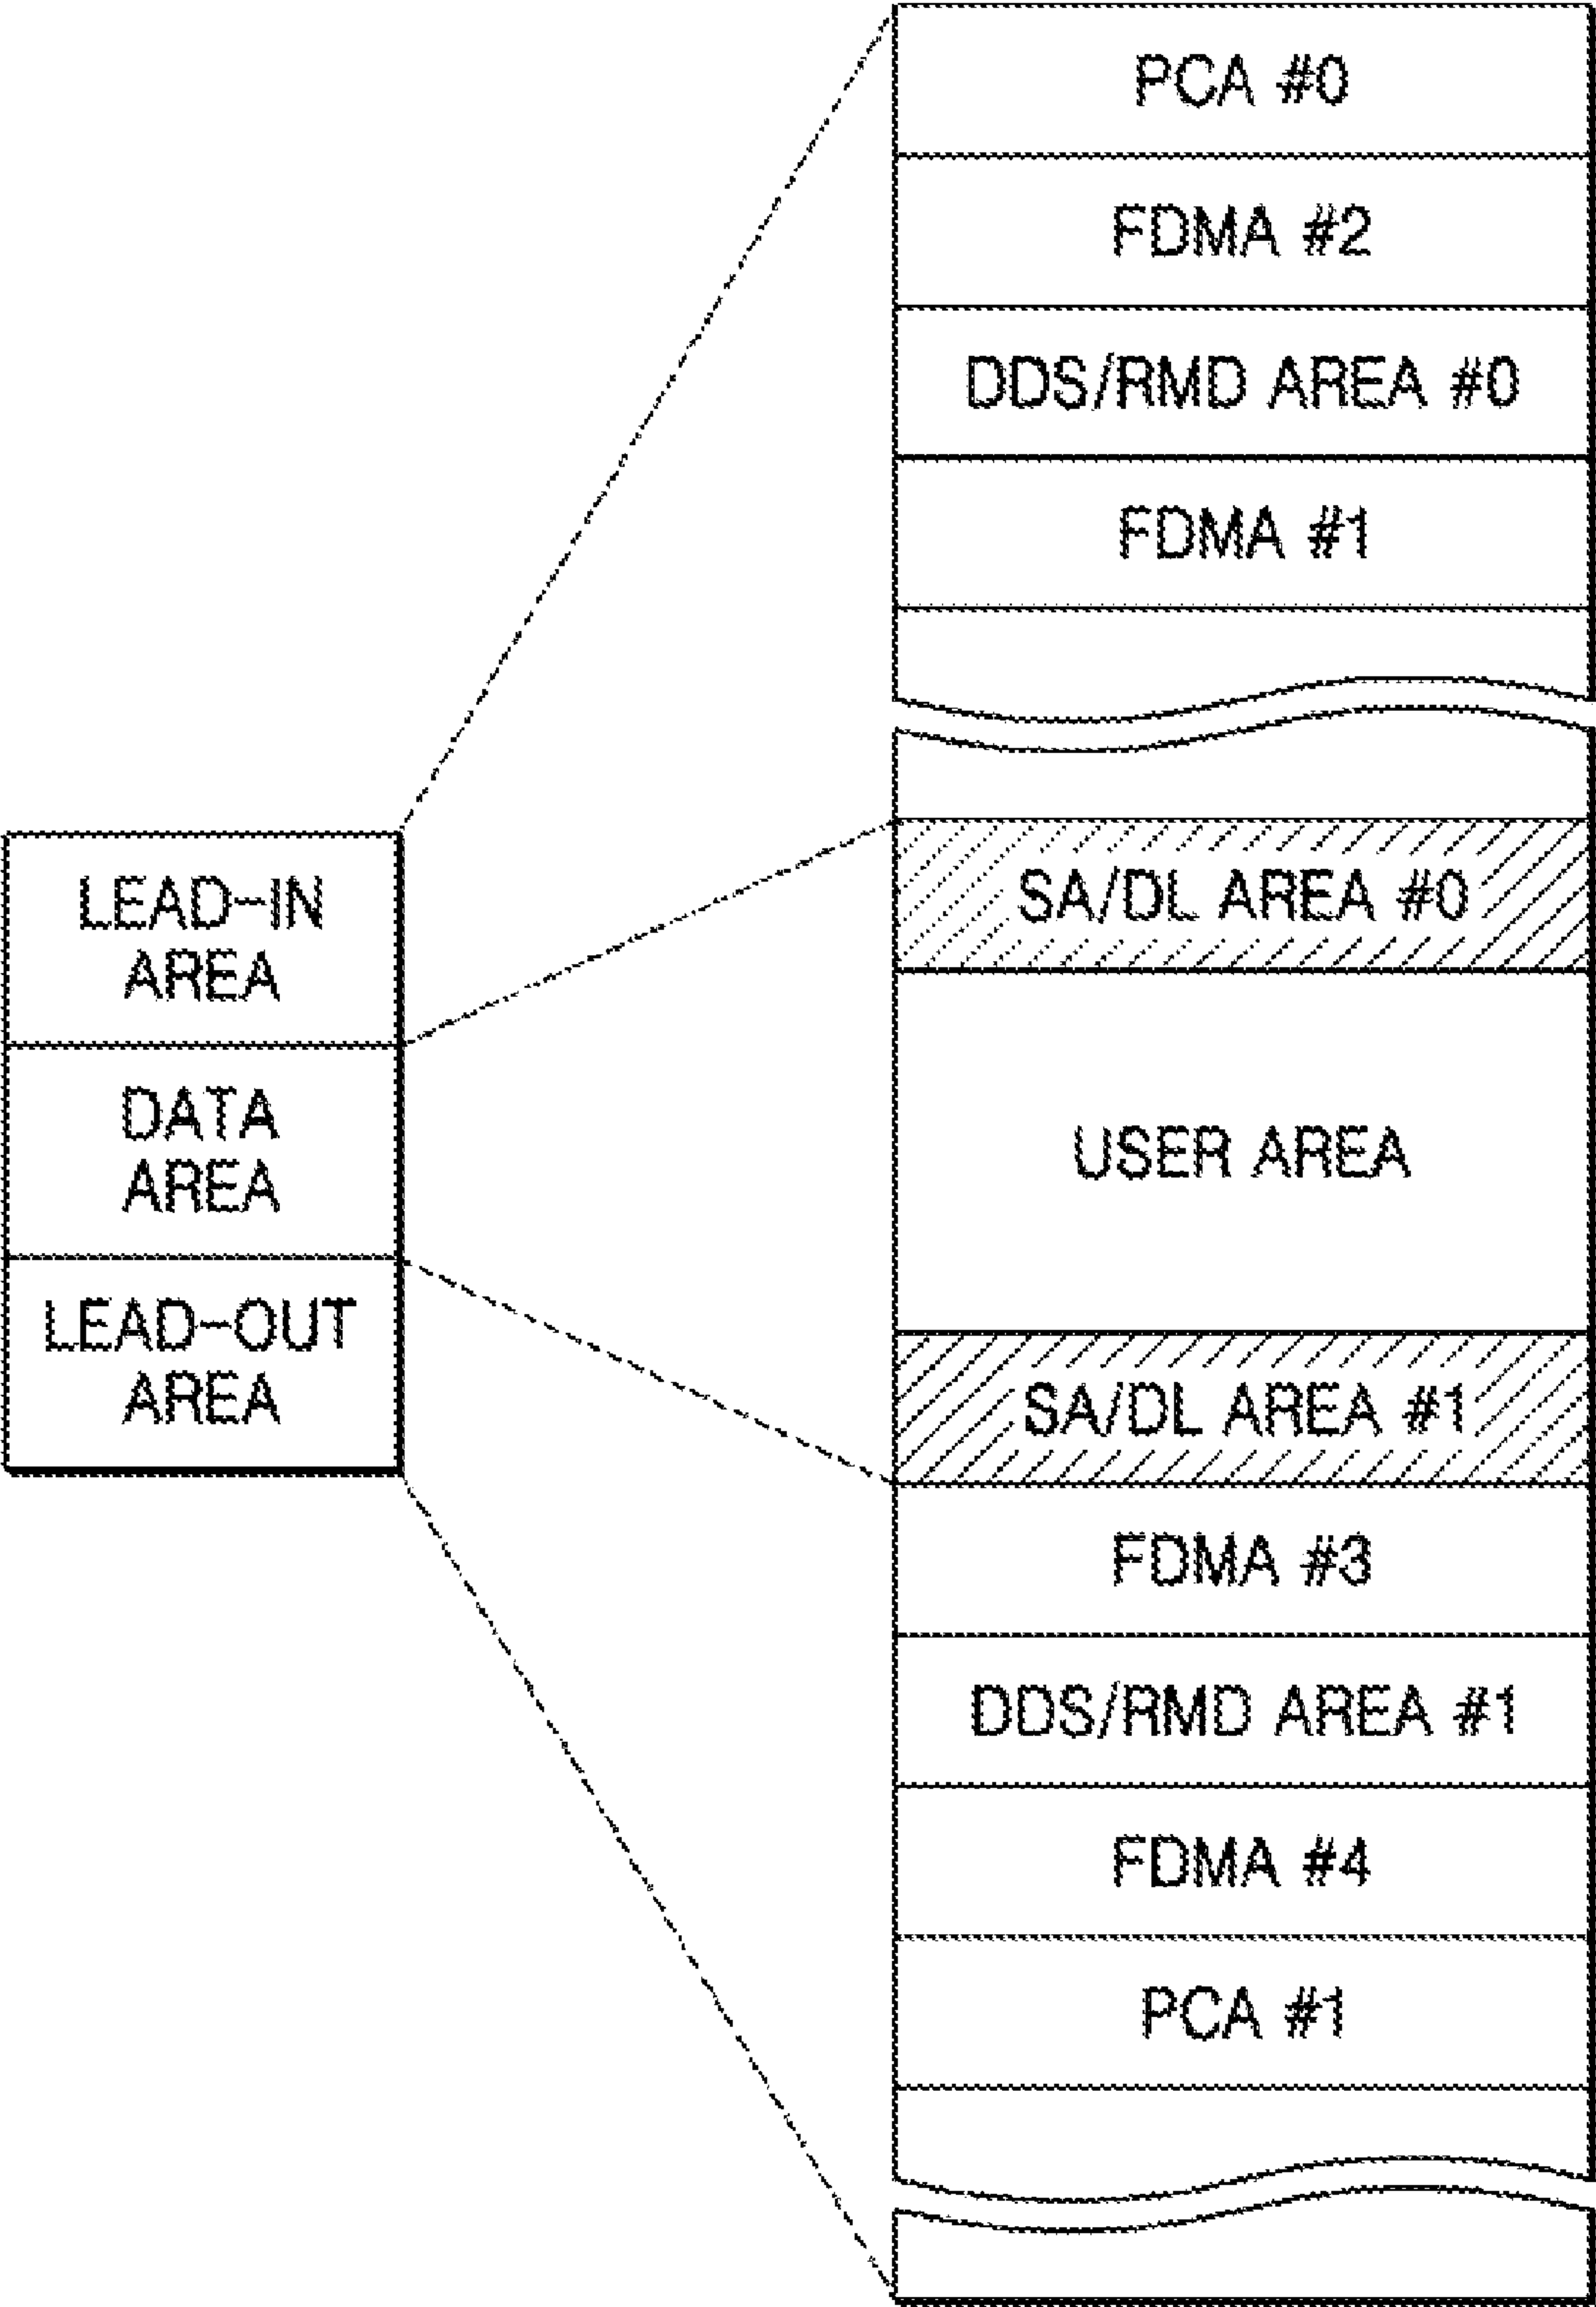 PCA #0
FDMA #2
DDS/RMD AREA #0
FDMA #1
LEAD-IN
AREA
DATA
AREA
LEAD-OUT
AREA
SA/DL AREA #0
USER AREA
SA/DL AREA #1
FDMA #3
DDS/RMD AREA #1
FDMA #4
PCA #1